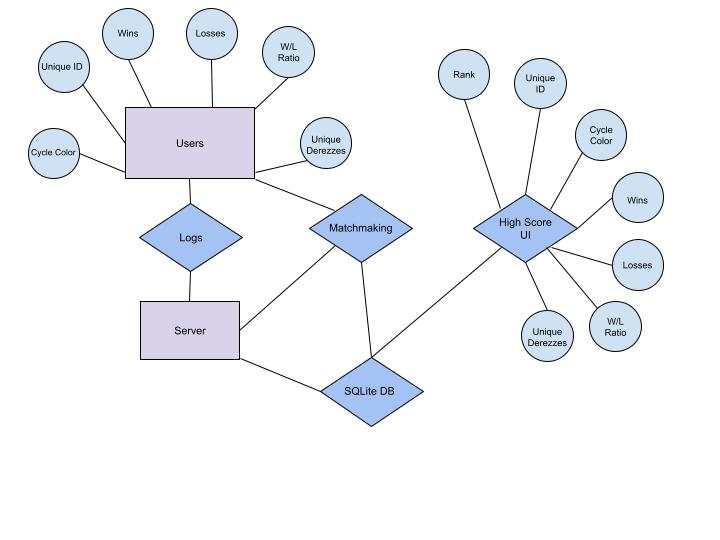 Wins
Losses
W/L
Ratio
Unique ID
Users
Cycle Color
Unique
Derezzes
Logs
Matchmaking
Server
SQLite DB
Rank
Unique
ID
Cycle
Color
Wins
High Score
UI
Losses
W/L
Ratio
Unique
Derezzes